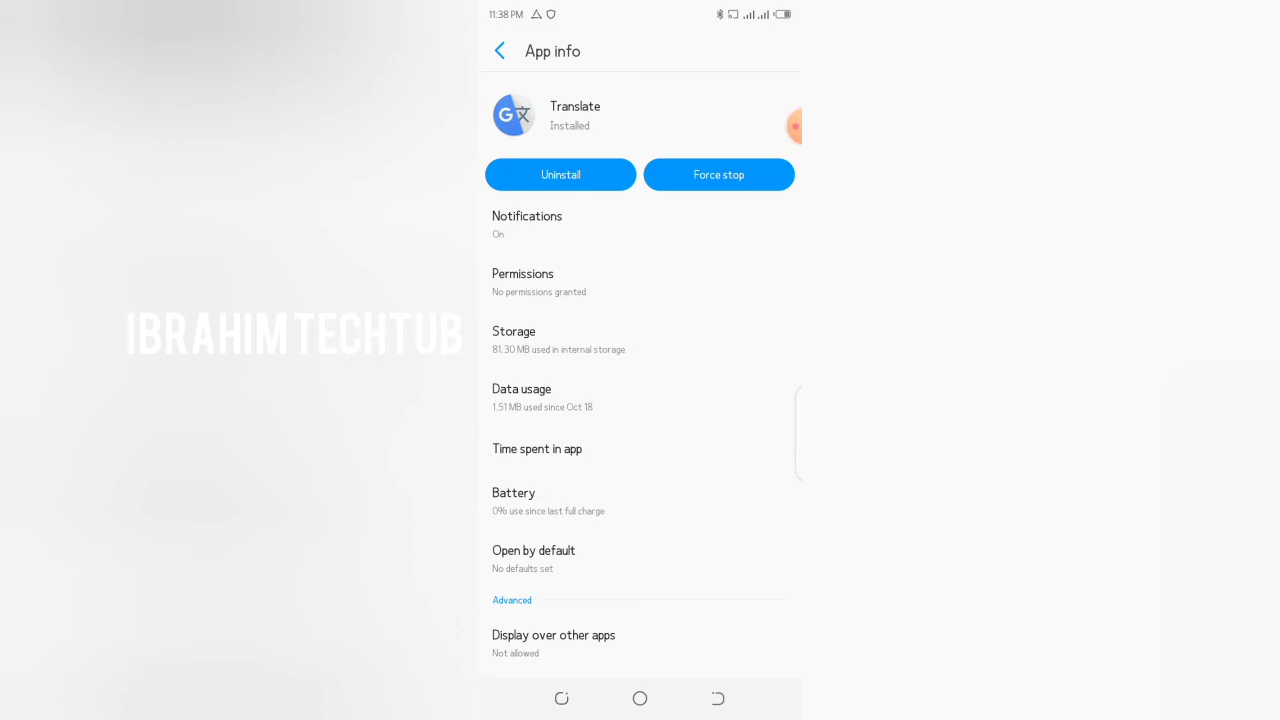 11:38 PM
App info
Translate
Installed
Uninstall
Force stop
Notifications
On
Permissions
No permissions granted
Storage
81.30 MB used in internal storage
IBRAHIM TECHTUB
Data usage
1.51 MB used since Oct 18
Time spent in app
Battery
0% use since last full charge
Open by default
No defaults set
Advanced
Display over other apps
Not allowed